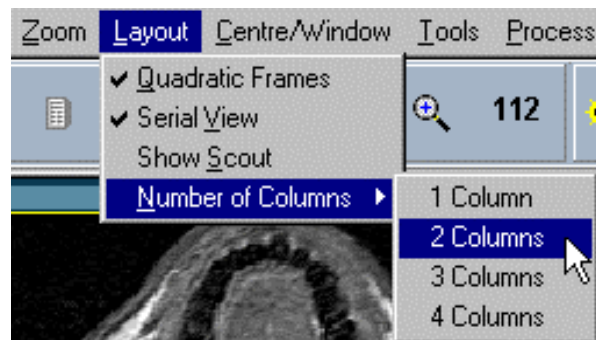 Zoom Layout Centre/Window Tools Process
Quadratic Frames
Serial View
112
Show Scout
Number of Columns
1 Column
2 Columns
3 Columns
4 Columns